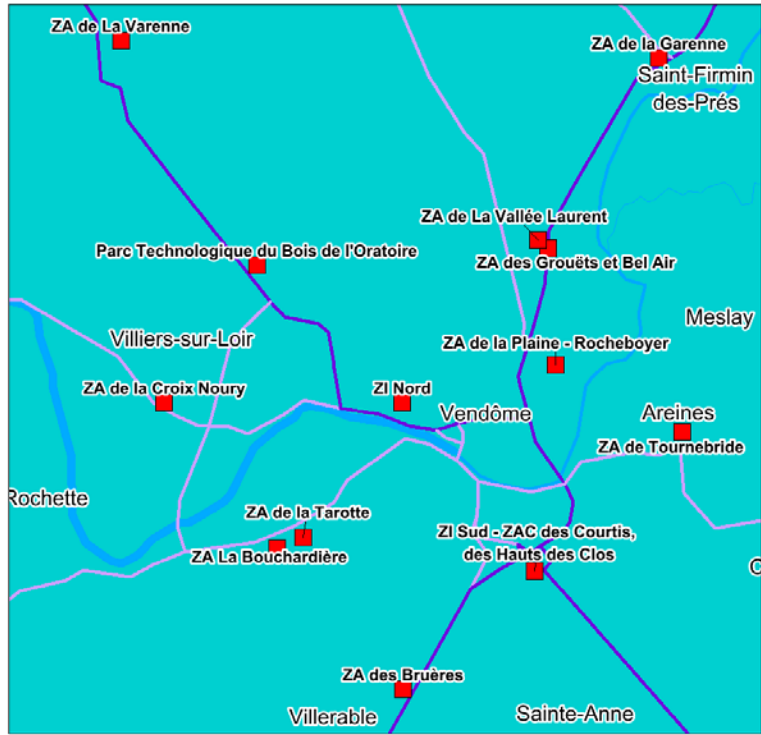 ZA de La Varenne
ZA de la Garenne
Saint-Firmin
des-Prés
ZA de La Vallée Laurent
Parc Technologique du Bois de l'Oratoire
ZA des Grouëts et Bel Air
Meslay
Villiers-sur-Loir
ZA de la Plaine - Rocheboyer
ZA de la Croix Noury
ZI Nord
Vendôme
Areines
ZA de Tournebride
Rochette
ZA de la Tarotte
ZI Sud - ZAC des Courtis,
des Hauts des Clos
ZA La Bouchardière
ZA des Bruères
Villerable
Sainte-Anne